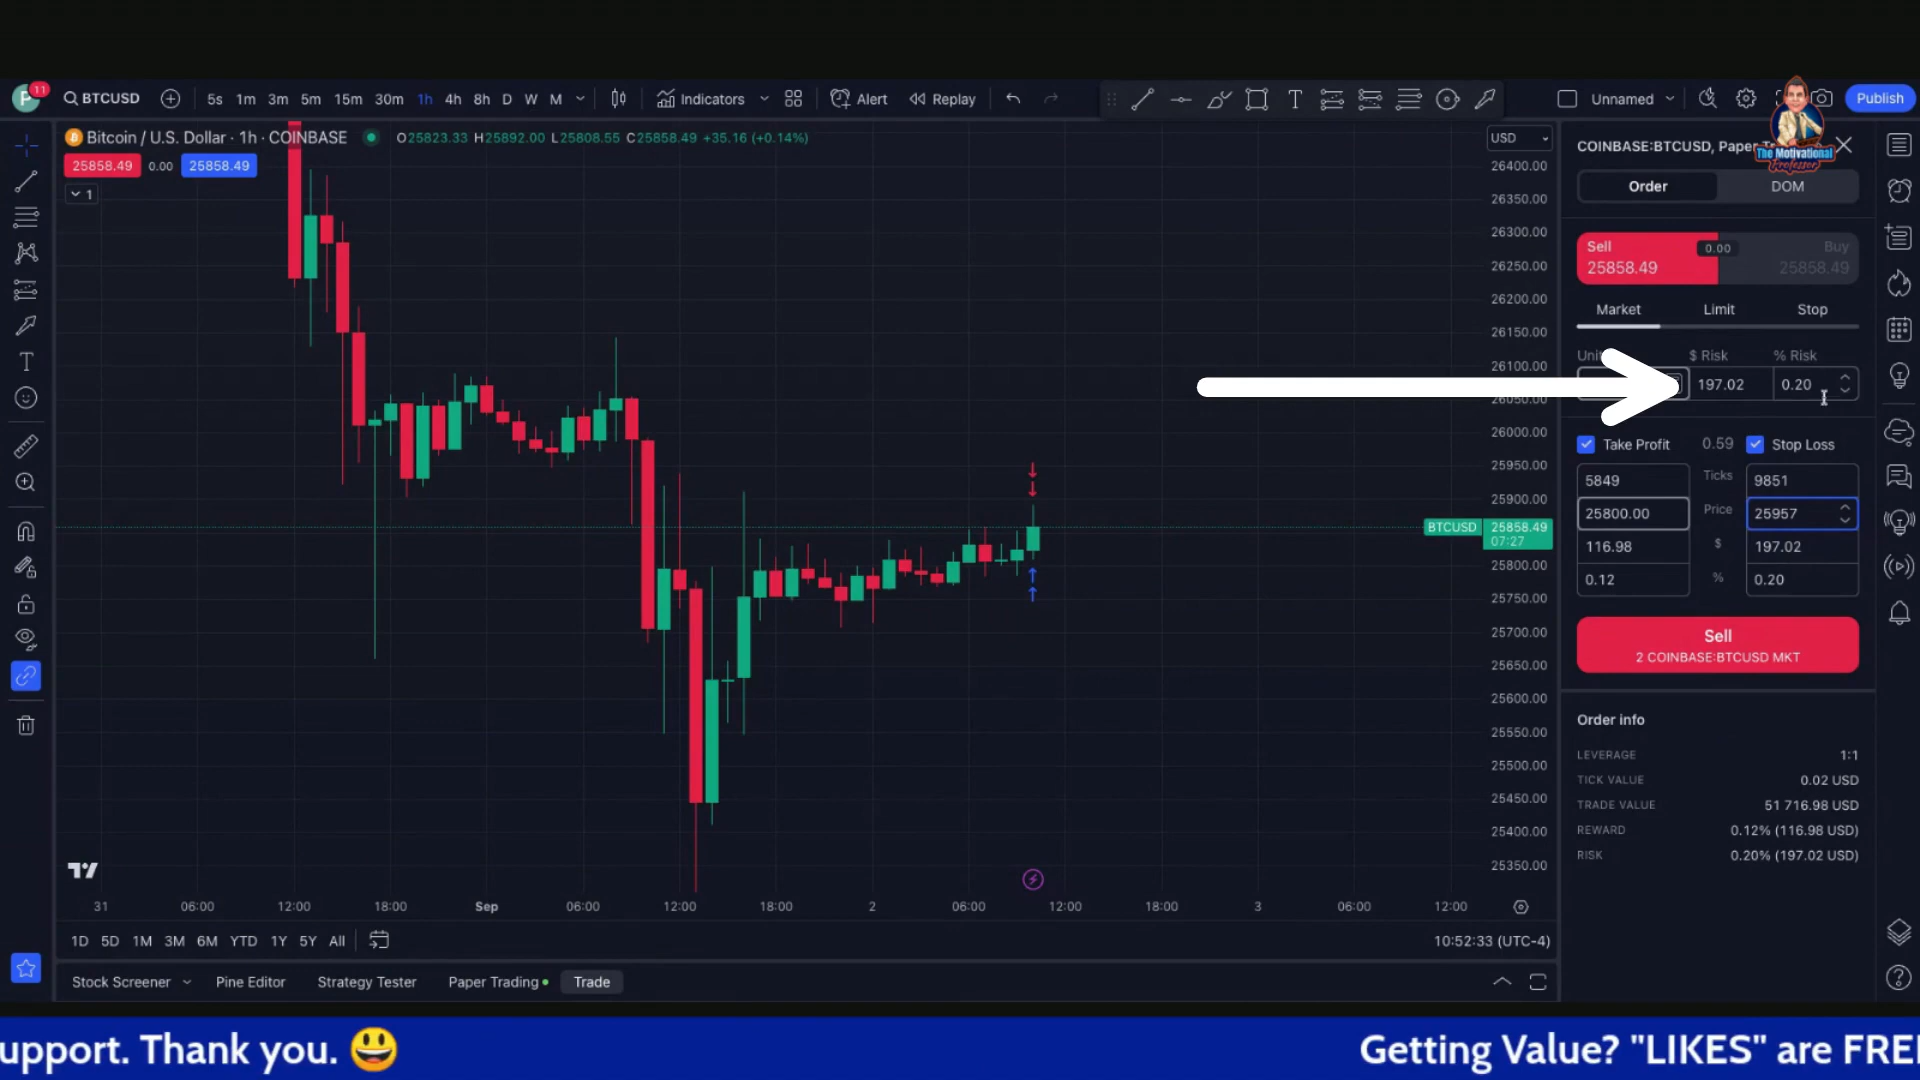 P 11 BTCUSD 5s 1m 3m 5m 15m 30m 1h 4h 8h D W M Indicators Alert Replay T Unnamed Publish
Bitcoin / U.S. Dollar · 1h · COINBASE O25823.33 H25892.00 L25808.55 C25858.49 +35.16 (+0.14%)
25858.49 0.00 25858.49
1
USD
26400.00
26350.00
26300.00
26250.00
26200.00
26150.00
26100.00
26050.00
26000.00
25950.00
25900.00
BTCUSD 25858.49
07:27
25800.00
25750.00
25700.00
25650.00
25600.00
25550.00
25500.00
25450.00
25400.00
25350.00
31 06:00 12:00 18:00 Sep 06:00 12:00 18:00 2 06:00 12:00 18:00 3 06:00 12:00
1D 5D 1M 3M 6M YTD 1Y 5Y All
10:52:33 (UTC-4)
Stock Screener Pine Editor Strategy Tester Paper Trading Trade
COINBASE:BTCUSD, Paper
The Motivational
Professor
Order DOM
Sell 0.00 Buy
25858.49 25858.49
Market Limit Stop
$ Risk % Risk
197.02 0.20
Take Profit 0.59 Stop Loss
5849 Ticks 9851
25800.00 Price 25957
116.98 $ 197.02
0.12 % 0.20
Sell
2 COINBASE:BTCUSD MKT
Order info
LEVERAGE 1:1
TICK VALUE 0.02 USD
TRADE VALUE 51 716.98 USD
REWARD 0.12% (116.98 USD)
RISK 0.20% (197.02 USD)
upport. Thank you. 😃 Getting Value? "LIKES" are FREE